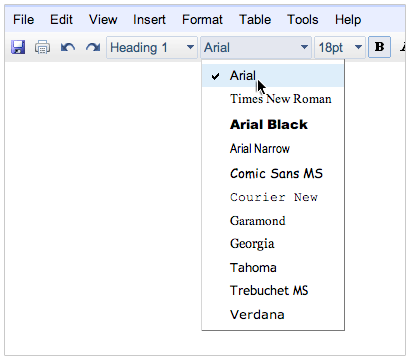 File Edit View Insert Format Table Tools Help
Heading 1 Arial 18pt B
Arial
Times New Roman
Arial Black
Arial Narrow
Comic Sans MS
Courier New
Garamond
Georgia
Tahoma
Trebuchet MS
Verdana